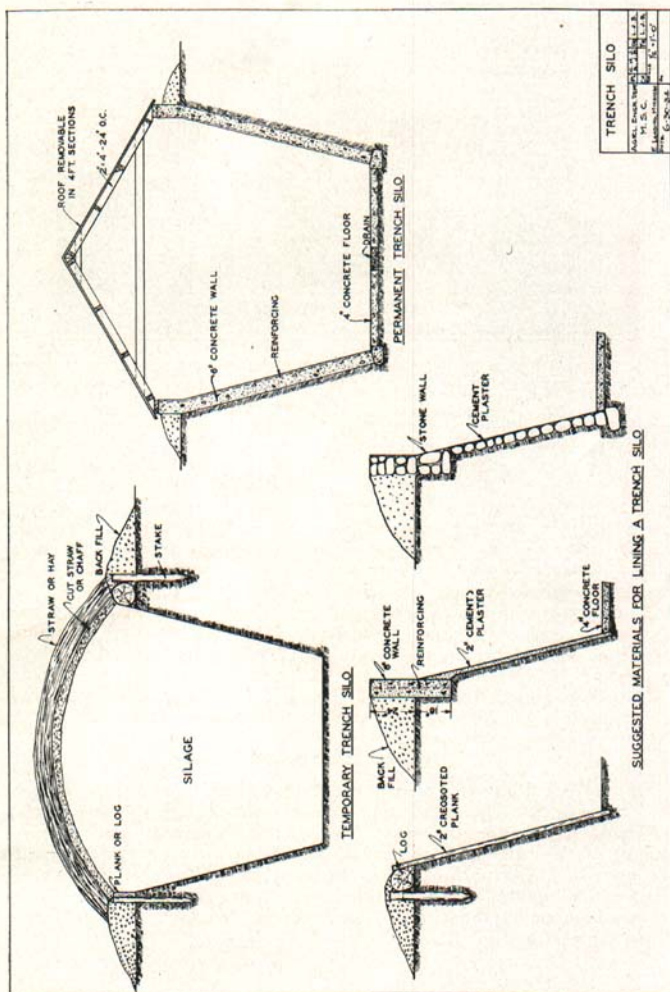 STRAW OR HAY
CUT STRAW
OR CHAFF
BACK FILL
STAKE
PLANK OR LOG
SILAGE
TEMPORARY TRENCH SILO
ROOF REMOVABLE
IN 4FT. SECTIONS
2"·4"-24" O.C.
6" CONCRETE WALL
REINFORCING
4" CONCRETE FLOOR
DRAIN
PERMANENT TRENCH SILO
LOG
2" CREOSOTED
PLANK
BACK
FILL
6" CONCRETE
WALL
REINFORCING
2" CEMENT
PLASTER
4" CONCRETE
FLOOR
STONE WALL
CEMENT
PLASTER
SUGGESTED MATERIALS FOR LINING A TRENCH SILO
TRENCH SILO
M. S. C.